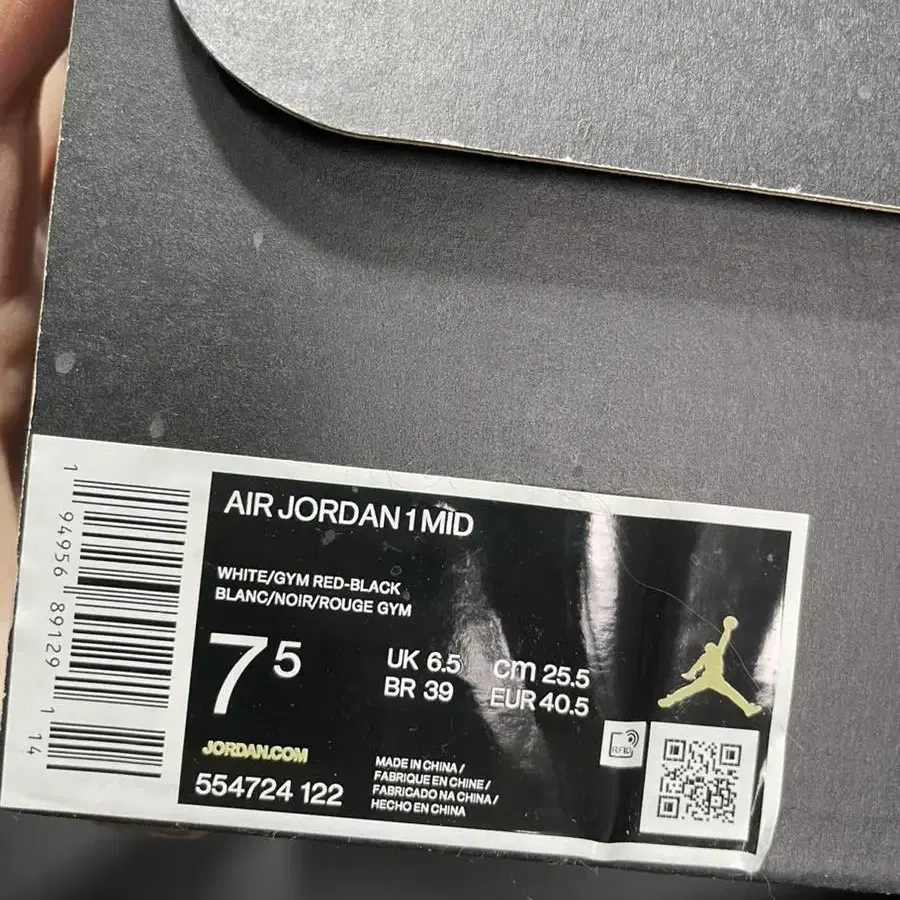 AIR JORDAN 1 MID
WHITE/GYM RED-BLACK
BLANC/NOIR/ROUGE GYM
7 5
UK 6.5 cm 25.5
BR 39 EUR 40.5
JORDAN.COM
554724 122
MADE IN CHINA /
FABRIQUE EN CHINE /
FABRICADO NA CHINA /
HECHO EN CHINA
RFID
1 94956 89129 1 14